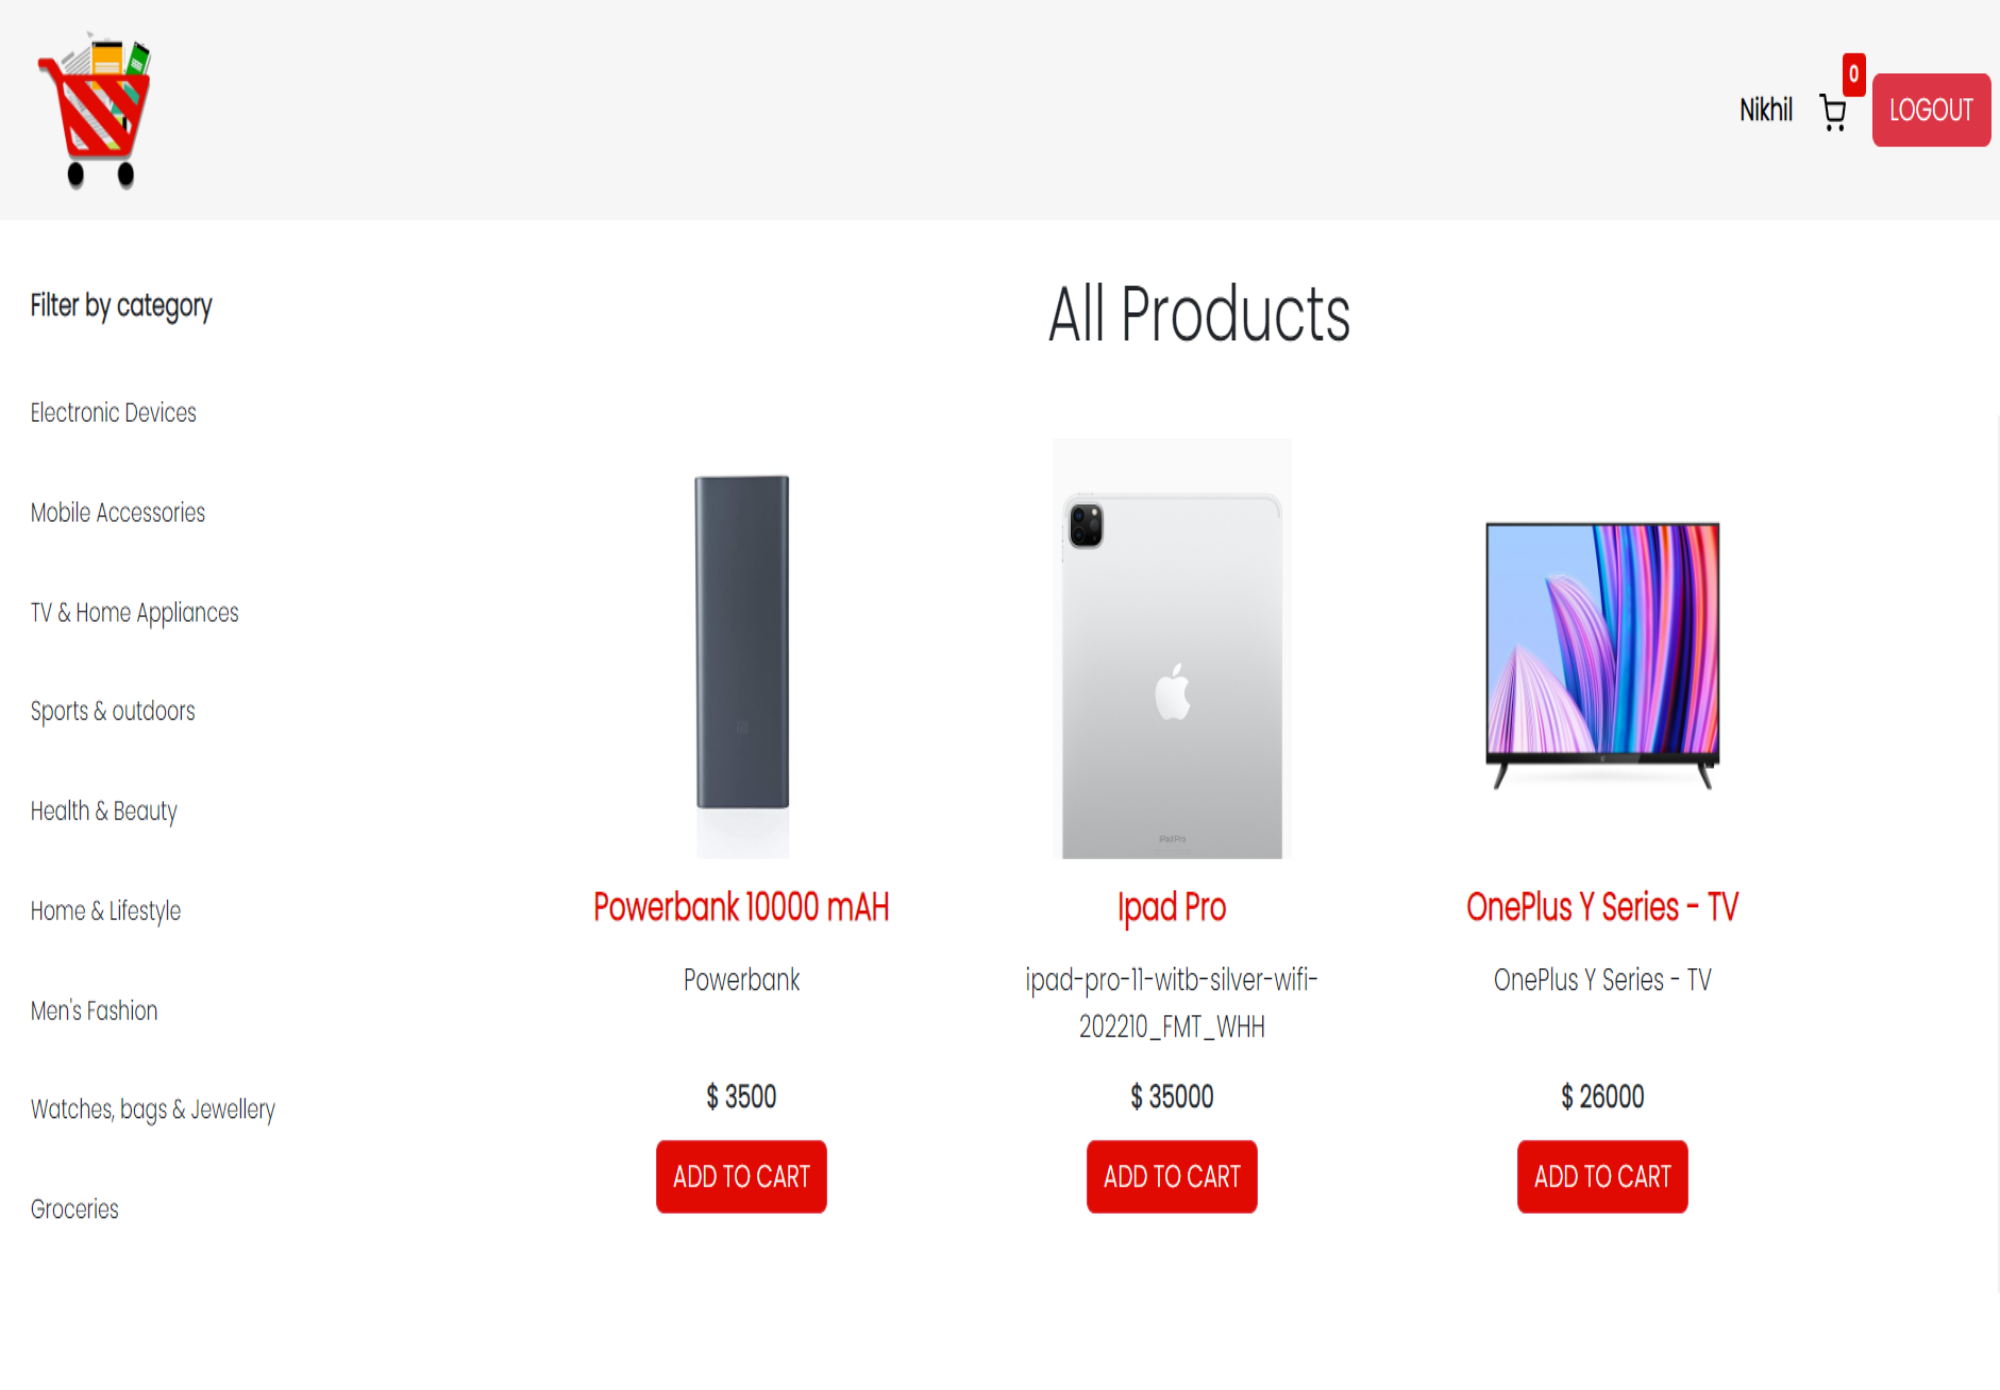 Nikhil
0
LOGOUT
Filter by category
Electronic Devices
Mobile Accessories
TV & Home Appliances
Sports & outdoors
Health & Beauty
Home & Lifestyle
Men's Fashion
Watches, bags & Jewellery
Groceries
All Products
iPad Pro
Powerbank 10000 mAH
Powerbank
$ 3500
ADD TO CART
Ipad Pro
ipad-pro-11-witb-silver-wifi-
202210_FMT_WHH
$ 35000
ADD TO CART
OnePlus Y Series - TV
OnePlus Y Series - TV
$ 26000
ADD TO CART